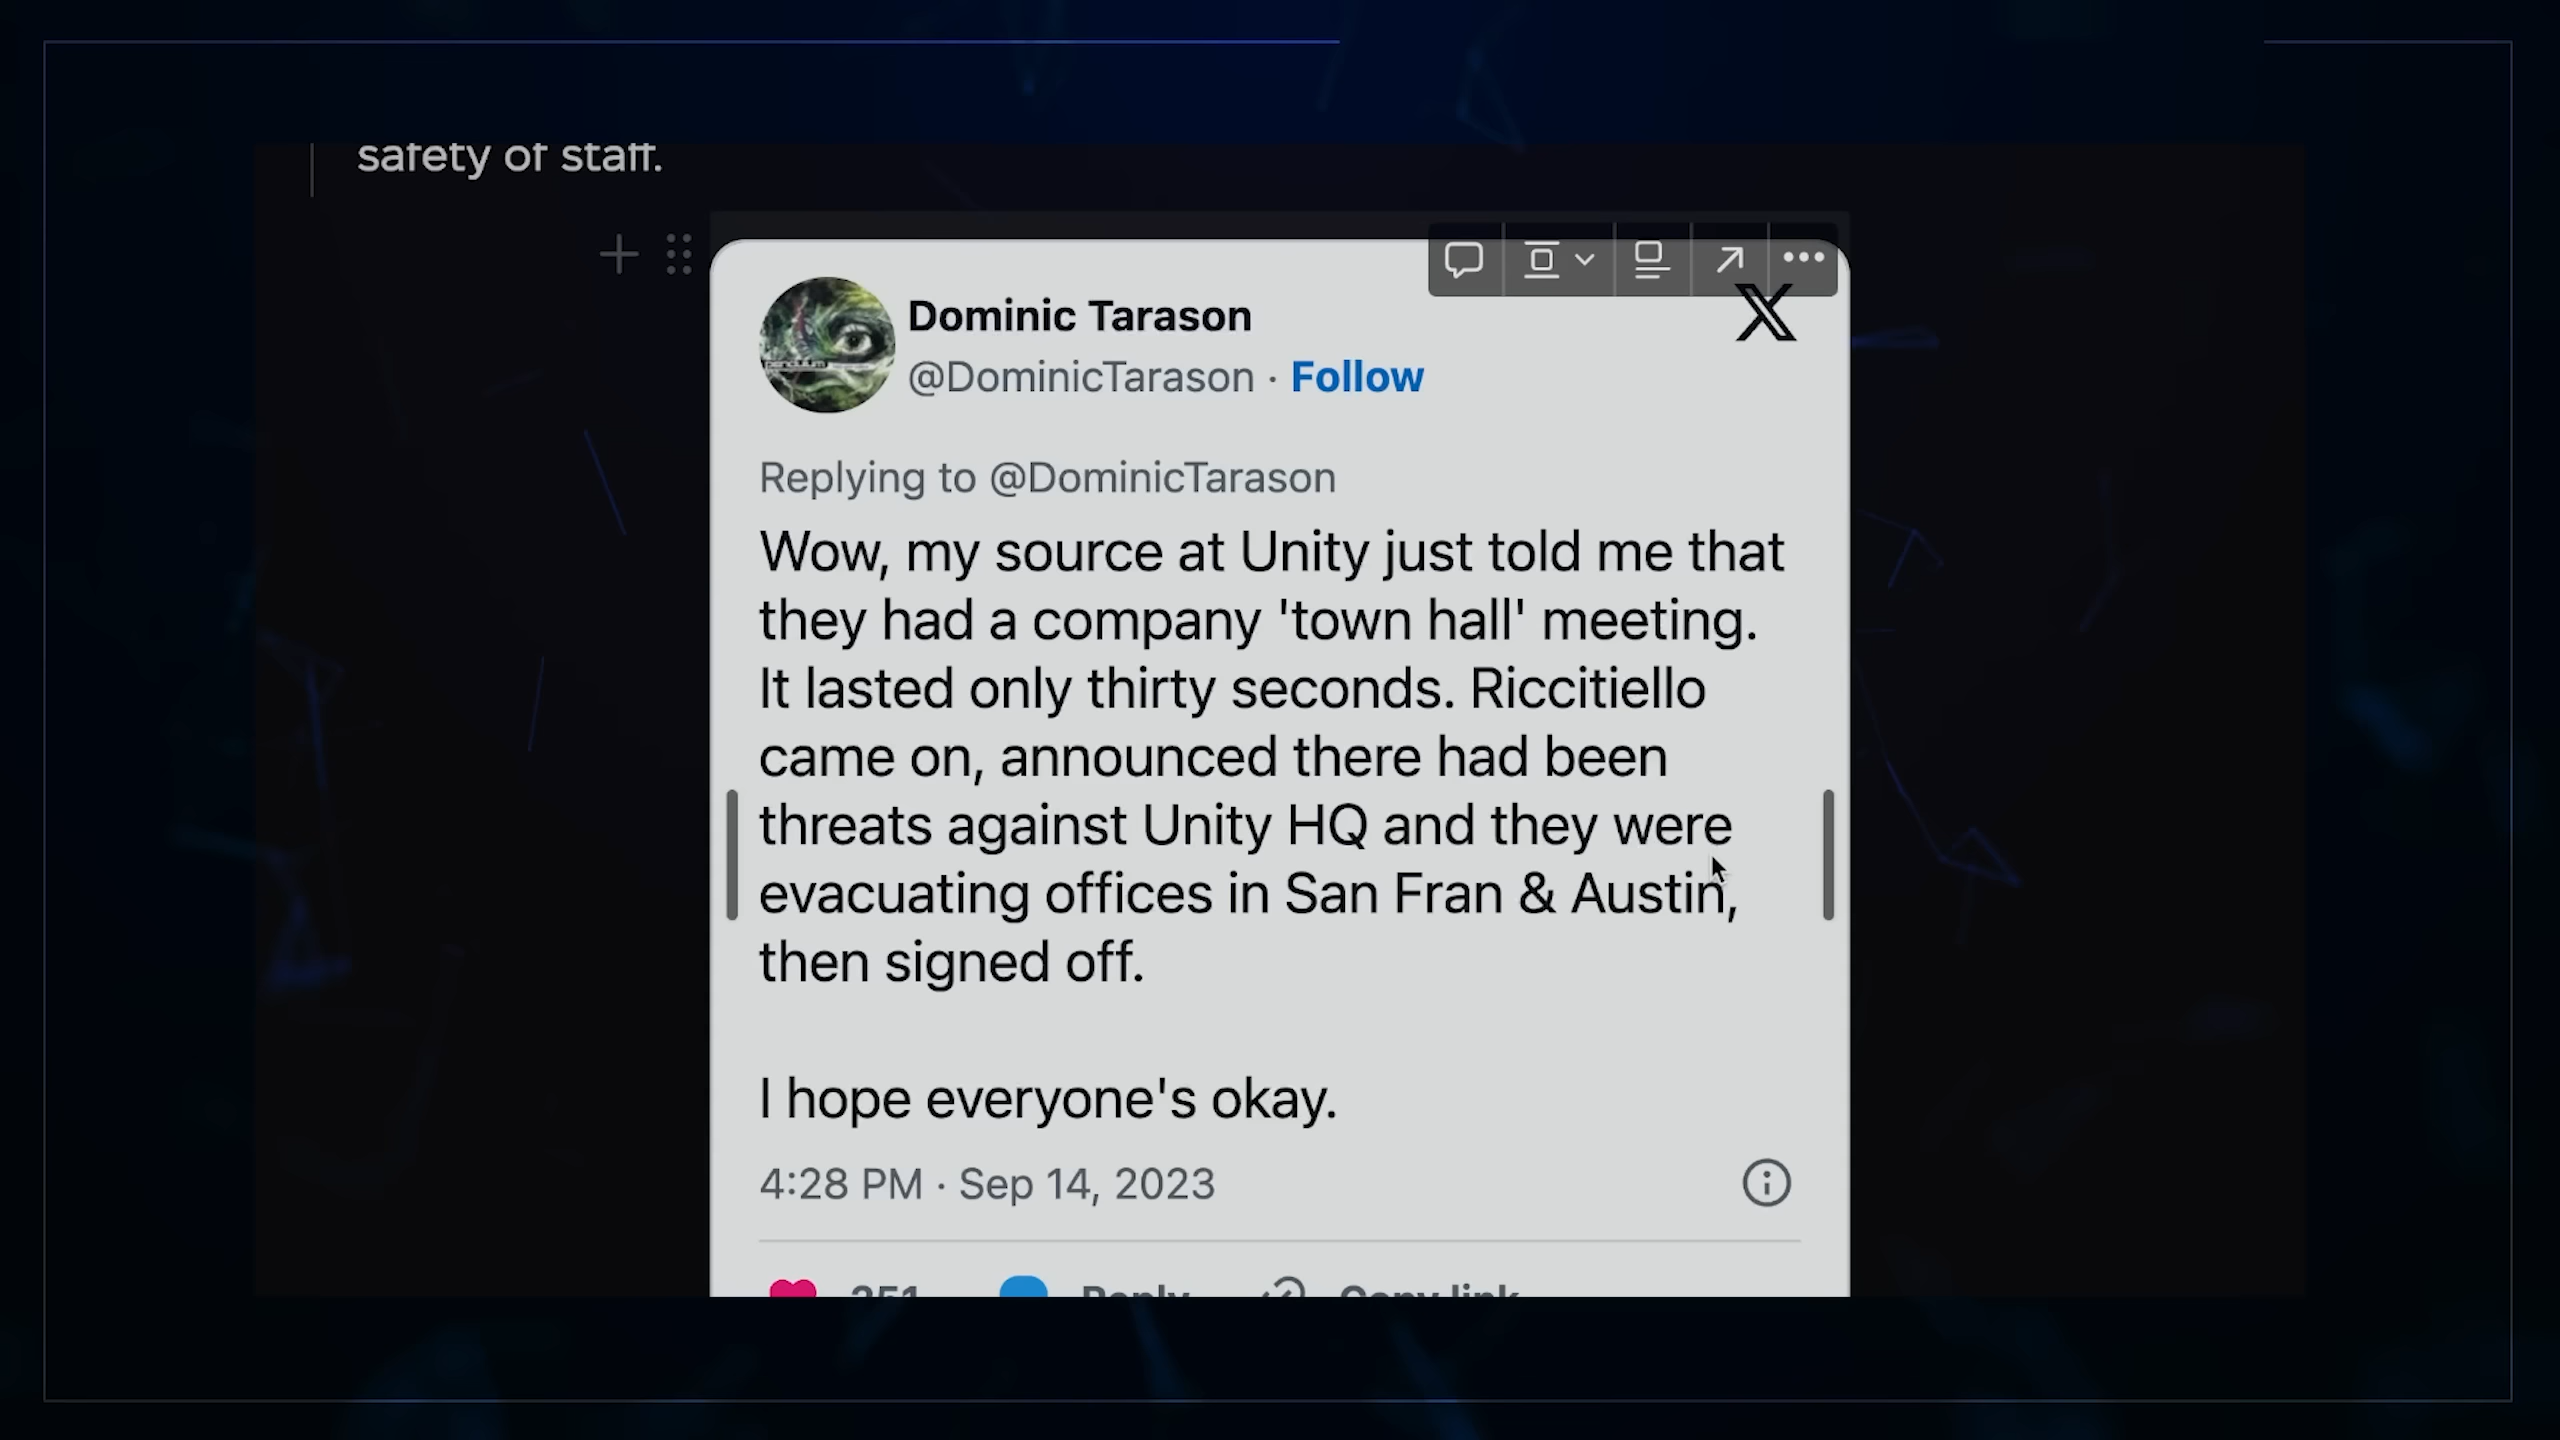 safety of staff.
Dominic Tarason
@DominicTarason · Follow
Replying to @DominicTarason
Wow, my source at Unity just told me that
they had a company 'town hall' meeting.
It lasted only thirty seconds. Riccitiello
came on, announced there had been
threats against Unity HQ and they were
evacuating offices in San Fran & Austin,
then signed off.
I hope everyone's okay.
4:28 PM · Sep 14, 2023
Reply Copy link